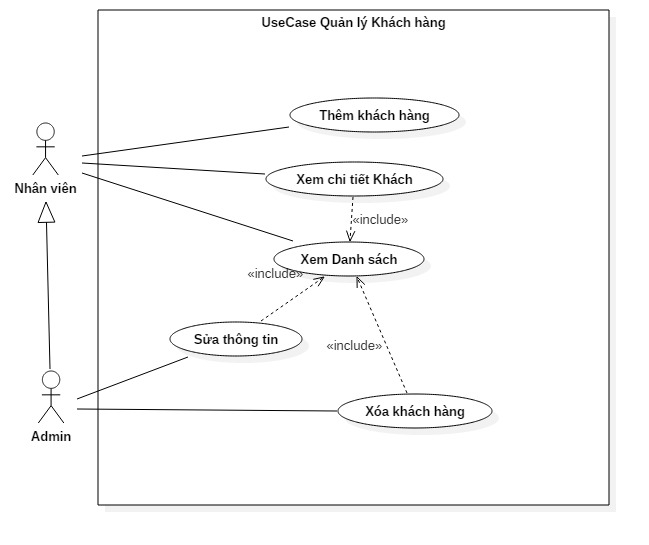 UseCase Quản lý Khách hàng
Thêm khách hàng
Nhân viên
Xem chi tiết Khách
«include»
Xem Danh sách
«include»
Sửa thông tin
«include»
Admin
Xóa khách hàng